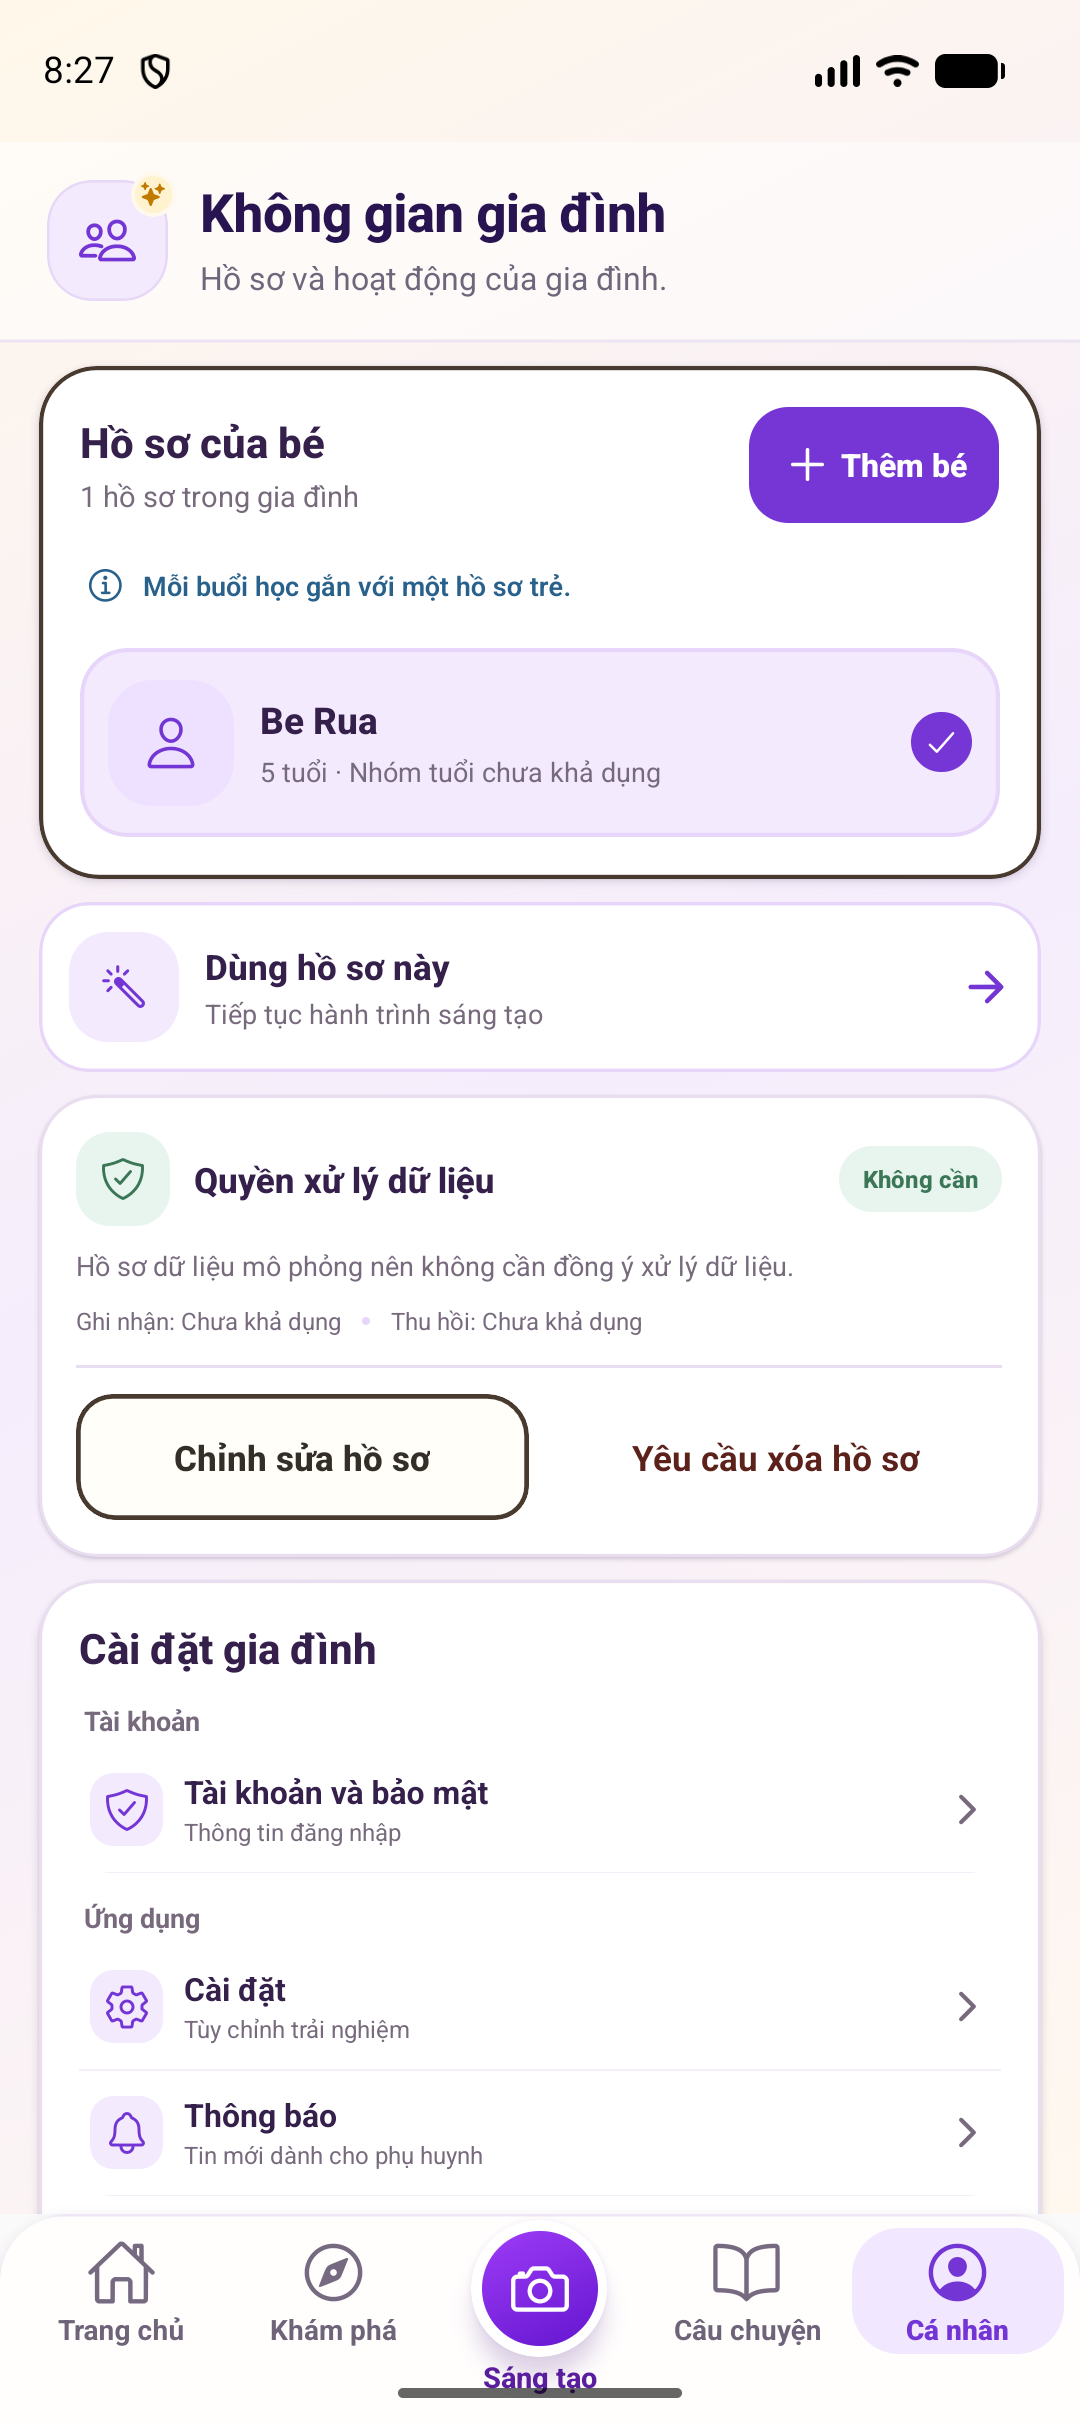 8:27
Không gian gia đình
Hồ sơ và hoạt động của gia đình.
Hồ sơ của bé
1 hồ sơ trong gia đình
Thêm bé
Mỗi buổi học gắn với một hồ sơ trẻ.
Be Rua
5 tuổi · Nhóm tuổi chưa khả dụng
Dùng hồ sơ này
Tiếp tục hành trình sáng tạo
Quyền xử lý dữ liệu
Không cần
Hồ sơ dữ liệu mô phỏng nên không cần đồng ý xử lý dữ liệu.
Ghi nhận: Chưa khả dụng • Thu hồi: Chưa khả dụng
Chỉnh sửa hồ sơ
Yêu cầu xóa hồ sơ
Cài đặt gia đình
Tài khoản
Tài khoản và bảo mật
Thông tin đăng nhập
Ứng dụng
Cài đặt
Tùy chỉnh trải nghiệm
Thông báo
Tin mới dành cho phụ huynh
Trang chủ
Khám phá
Sáng tạo
Câu chuyện
Cá nhân